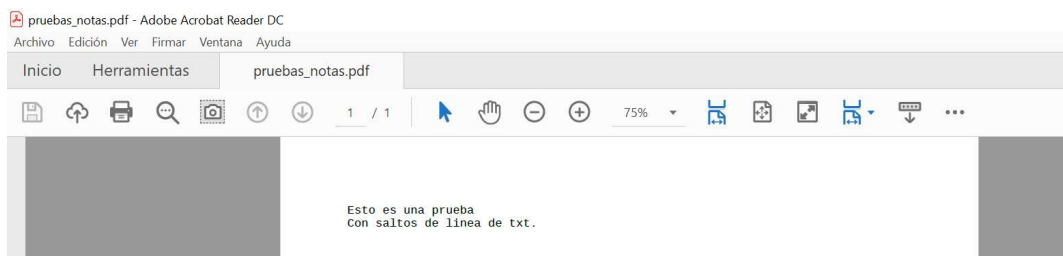 pruebas_notas.pdf - Adobe Acrobat Reader DC
Archivo Edición Ver Firmar Ventana Ayuda
Inicio Herramientas pruebas_notas.pdf
1 / 1 75%
Esto es una prueba
Con saltos de linea de txt.